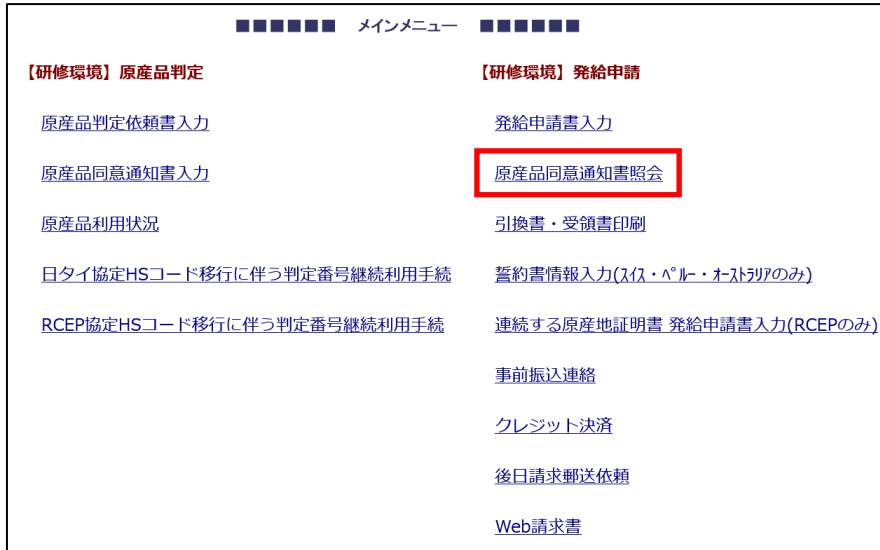 ■■■■■■ メインメニュー ■■■■■■
【研修環境】原産品判定
原産品判定依頼書入力
原産品同意通知書入力
原産品利用状況
日タイ協定HSコード移行に伴う判定番号継続利用手続
RCEP協定HSコード移行に伴う判定番号継続利用手続
【研修環境】発給申請
発給申請書入力
原産品同意通知書照会
引換書・受領書印刷
誓約書情報入力(ｽｲｽ・ﾍﾟﾙｰ・ｵｰｽﾄﾗﾘｱのみ)
連続する原産地証明書 発給申請書入力(RCEPのみ)
事前振込連絡
クレジット決済
後日請求郵送依頼
Web請求書